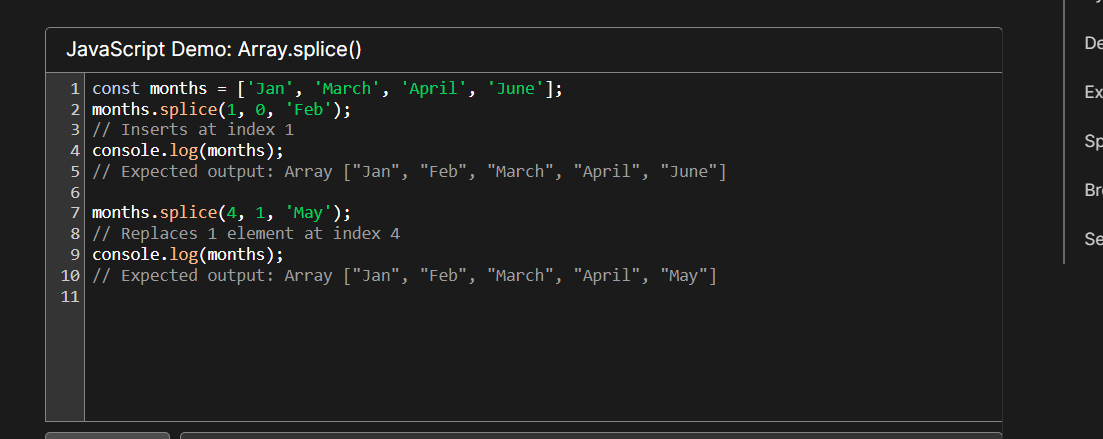 JavaScript Demo: Array.splice()
1 const months = ['Jan', 'March', 'April', 'June'];
2 months.splice(1, 0, 'Feb');
3 // Inserts at index 1
4 console.log(months);
5 // Expected output: Array ["Jan", "Feb", "March", "April", "June"]
6
7 months.splice(4, 1, 'May');
8 // Replaces 1 element at index 4
9 console.log(months);
10 // Expected output: Array ["Jan", "Feb", "March", "April", "May"]
11
De
Ex
Sp
Br
Se